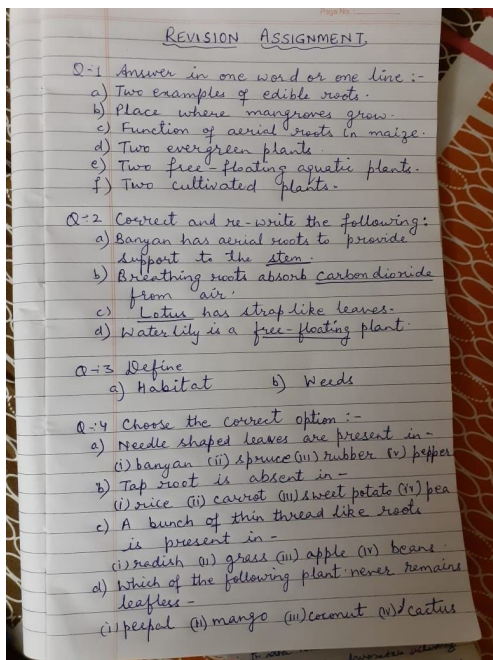 Page No.
REVISION ASSIGNMENT
Q-1 Answer in one word or one line :-
a) Two examples of edible roots.
b) Place where mangroves grow.
c) Function of aerial roots in maize.
d) Two evergreen plants
e) Two free-floating aquatic plants.
f) Two cultivated plants.
Q-2 Correct and re-write the following:
a) Banyan has aerial roots to provide
support to the stem.
b) Breathing roots absorb carbondioxide
from air.
c) Lotus has strap like leaves.
d) Water lily is a free-floating plant.
Q-3 Define
a) Habitat b) Weeds
Q-4 Choose the correct option :-
a) Needle shaped leaves are present in-
(i) banyan (ii) spruce (iii) rubber (iv) pepper
b) Tap root is absent in -
(i) rice (ii) carrot (iii) sweet potato (iv) pea
c) A bunch of thin thread like roots
is present in -
(i) radish (ii) grass (iii) apple (iv) beans
d) Which of the following plant never remains
leafless -
(i) peepal (ii) mango (iii) coconut (iv) cactus